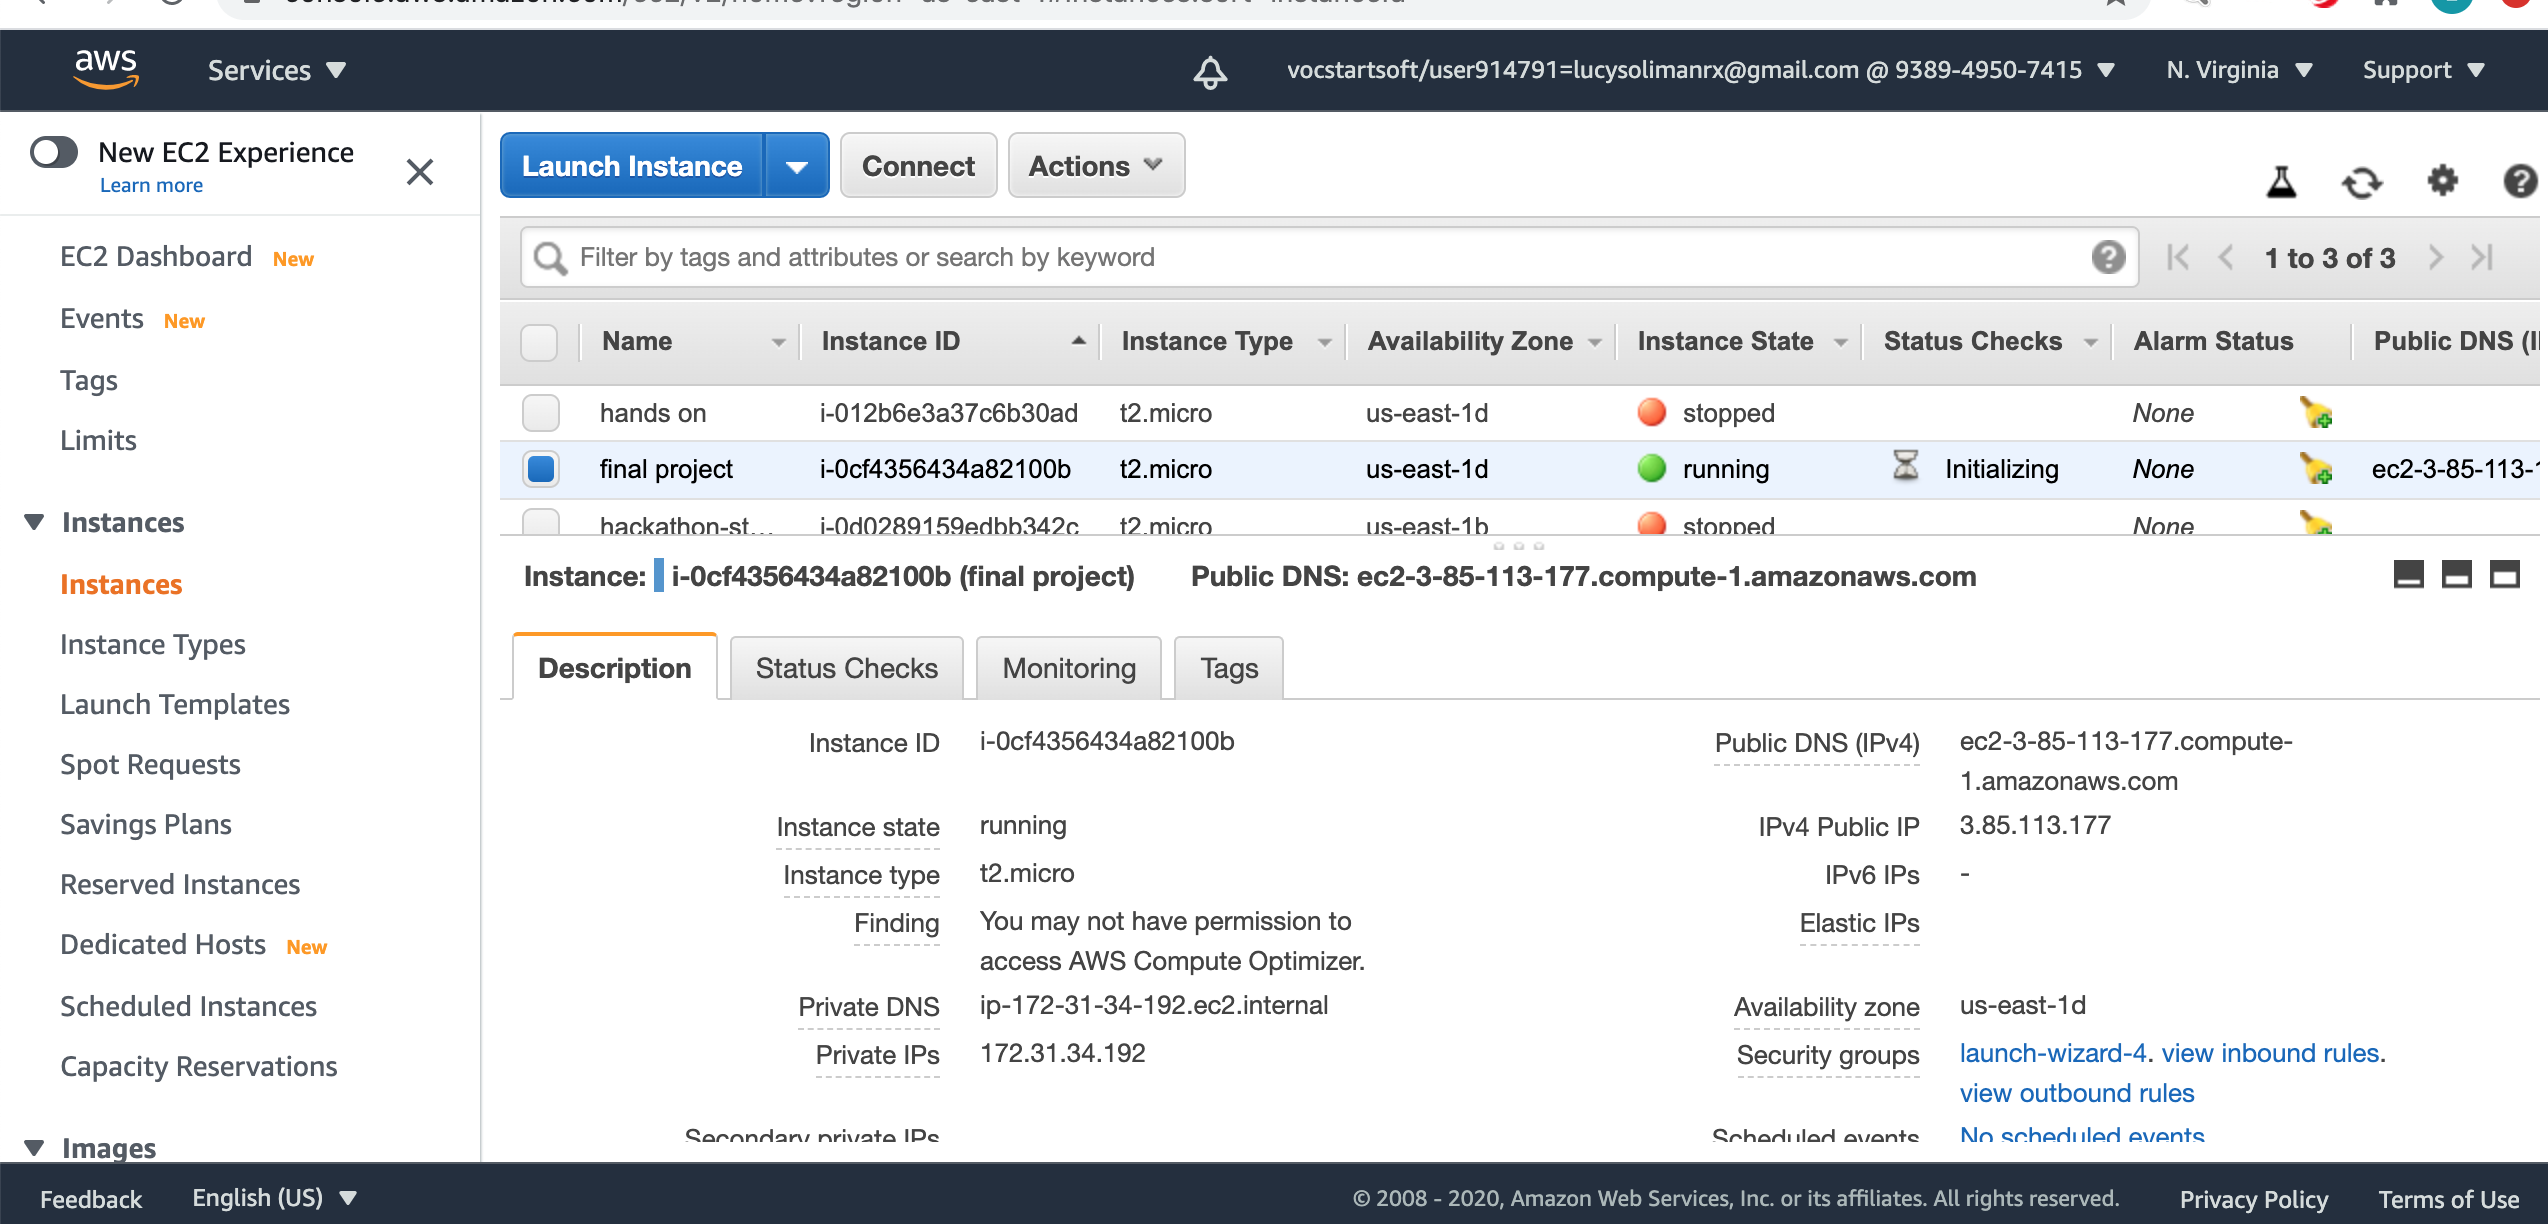 aws
Services
vocstartsoft/user914791=lucysolimanrx@gmail.com @ 9389-4950-7415
N. Virginia
Support
New EC2 Experience
Learn more
EC2 Dashboard New
Events New
Tags
Limits
Instances
Instances
Instance Types
Launch Templates
Spot Requests
Savings Plans
Reserved Instances
Dedicated Hosts New
Scheduled Instances
Capacity Reservations
Images
Launch Instance
Connect
Actions
Filter by tags and attributes or search by keyword
1 to 3 of 3
Name Instance ID Instance Type Availability Zone Instance State Status Checks Alarm Status Public DNS (I
hands on i-012b6e3a37c6b30ad t2.micro us-east-1d stopped None
final project i-0cf4356434a82100b t2.micro us-east-1d running Initializing None ec2-3-85-113-1
hackathon-st... i-0d0289159edbb342c t2.micro us-east-1b stopped None
Instance: i-0cf4356434a82100b (final project) Public DNS: ec2-3-85-113-177.compute-1.amazonaws.com
Description
Status Checks
Monitoring
Tags
Instance ID i-0cf4356434a82100b
Instance state running
Instance type t2.micro
Finding You may not have permission to
access AWS Compute Optimizer.
Private DNS ip-172-31-34-192.ec2.internal
Private IPs 172.31.34.192
Secondary private IPs
Public DNS (IPv4) ec2-3-85-113-177.compute-
1.amazonaws.com
IPv4 Public IP 3.85.113.177
IPv6 IPs -
Elastic IPs
Availability zone us-east-1d
Security groups launch-wizard-4. view inbound rules.
view outbound rules
Scheduled events No scheduled events
Feedback
English (US)
© 2008 - 2020, Amazon Web Services, Inc. or its affiliates. All rights reserved.
Privacy Policy
Terms of Use